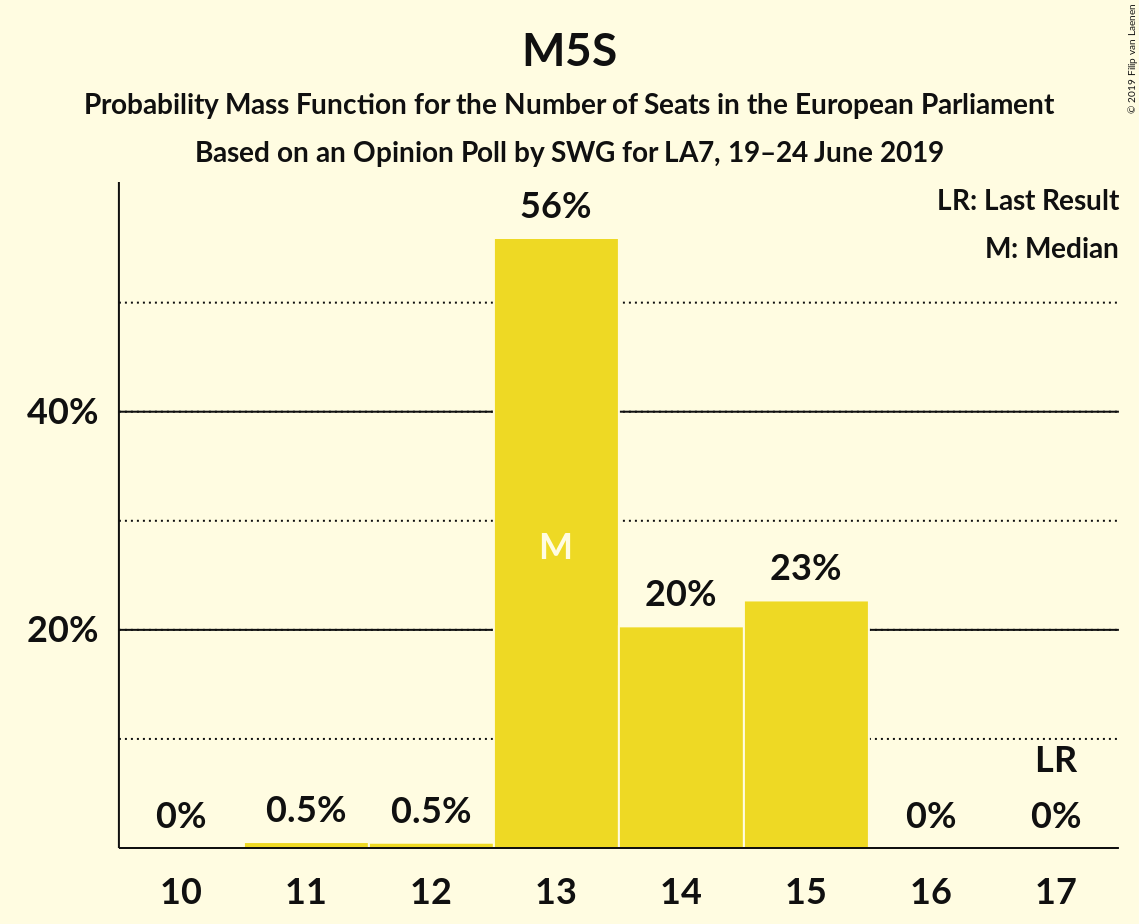 M5S
Probability Mass Function for the Number of Seats in the European Parliament
Based on an Opinion Poll by SWG for LA7, 19–24 June 2019
© 2019 Filip van Laenen
LR: Last Result
M: Median
56%
40%
M
20%
23%
20%
LR
0%
0.5%
0.5%
0%
0%
10 11 12 13 14 15 16 17